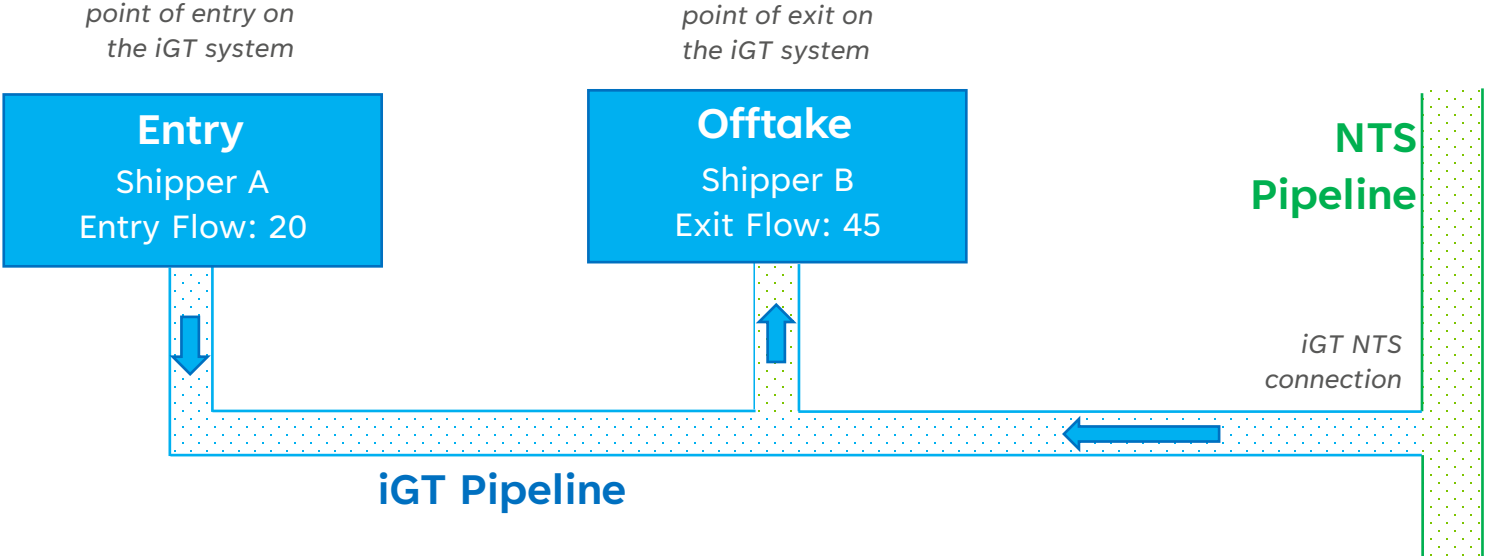 point of entry on
the iGT system
point of exit on
the iGT system
Entry
Shipper A
Entry Flow: 20
Offtake
Shipper B
Exit Flow: 45
NTS
Pipeline
iGT NTS
connection
iGT Pipeline